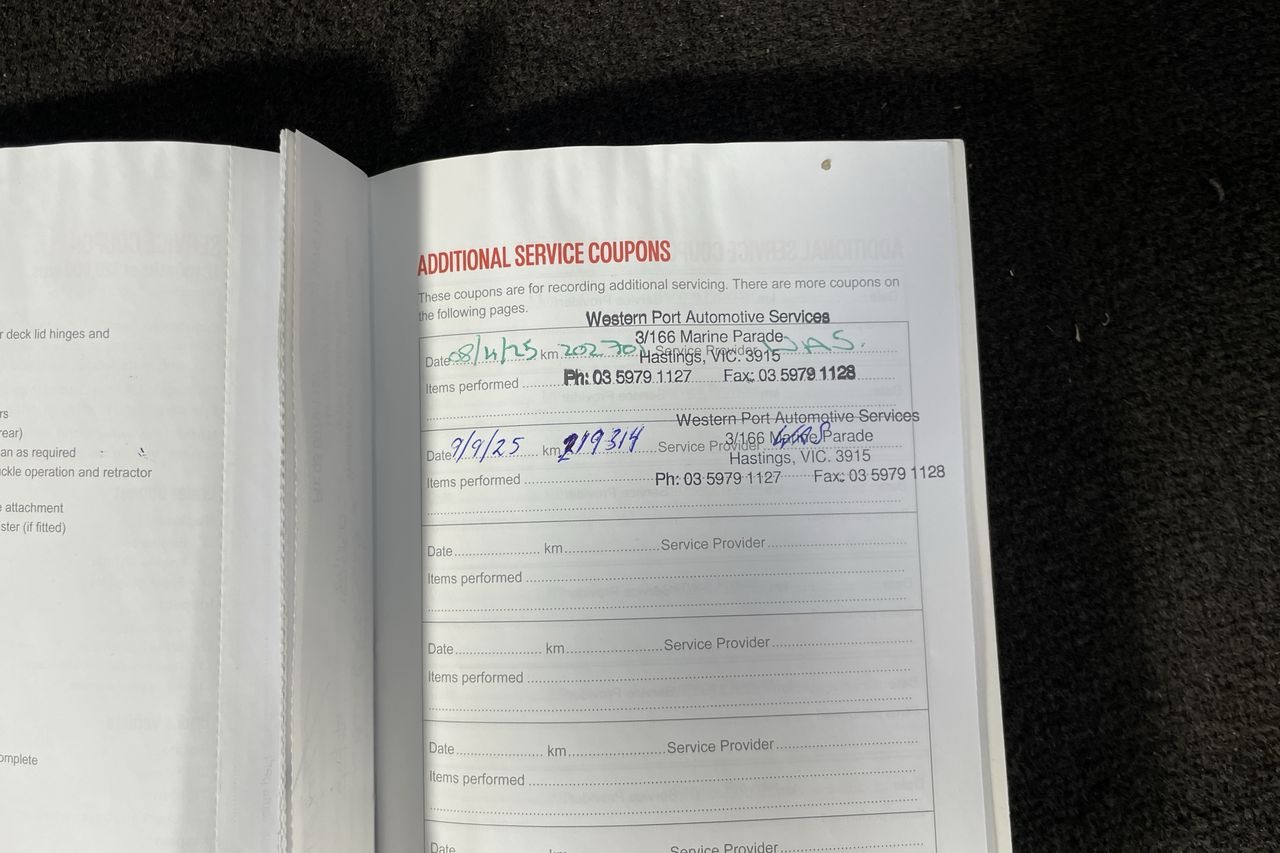 r deck lid hinges and
rs
rear)
an as required
ckle operation and retractor
e attachment
ster (if fitted)
omplete
ADDITIONAL SERVICE COUPONS
These coupons are for recording additional servicing. There are more coupons on
the following pages.
Western Port Automotive Services
3/166 Marine Parade
Date 08/4/25 km 202701 Service Provider WAS.
Hastings, VIC. 3915
Items performed Ph: 03 5979 1127 Fax: 03 5979 1128
Western Port Automotive Services
3/166 Marine Parade
Date 9/9/25 km 219314 Service Provider WAS
Hastings, VIC. 3915
Items performed Ph: 03 5979 1127 Fax: 03 5979 1128
Date km Service Provider
Items performed
Date km Service Provider
Items performed
Date km Service Provider
Items performed
Date Service Provider